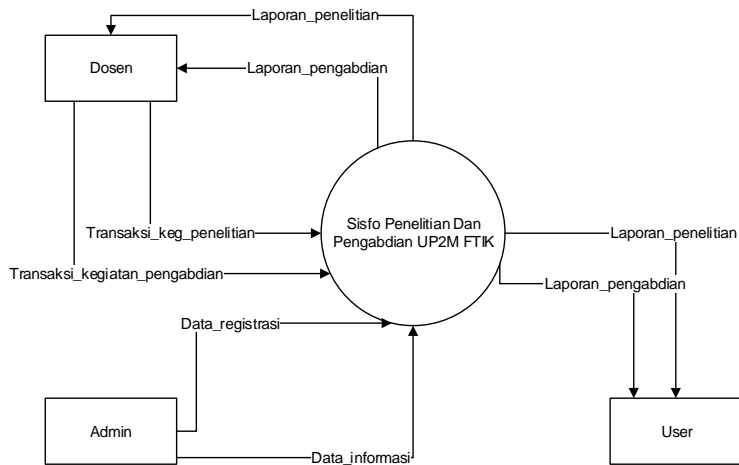 Laporan_penelitian
Dosen
Laporan_pengabdian
Transaksi_keg_penelitian
Sisfo Penelitian Dan
Pengabdian UP2M FTIK
Laporan_penelitian
Transaksi_kegiatan_pengabdian
Laporan_pengabdian
Data_registrasi
Admin
User
Data_informasi